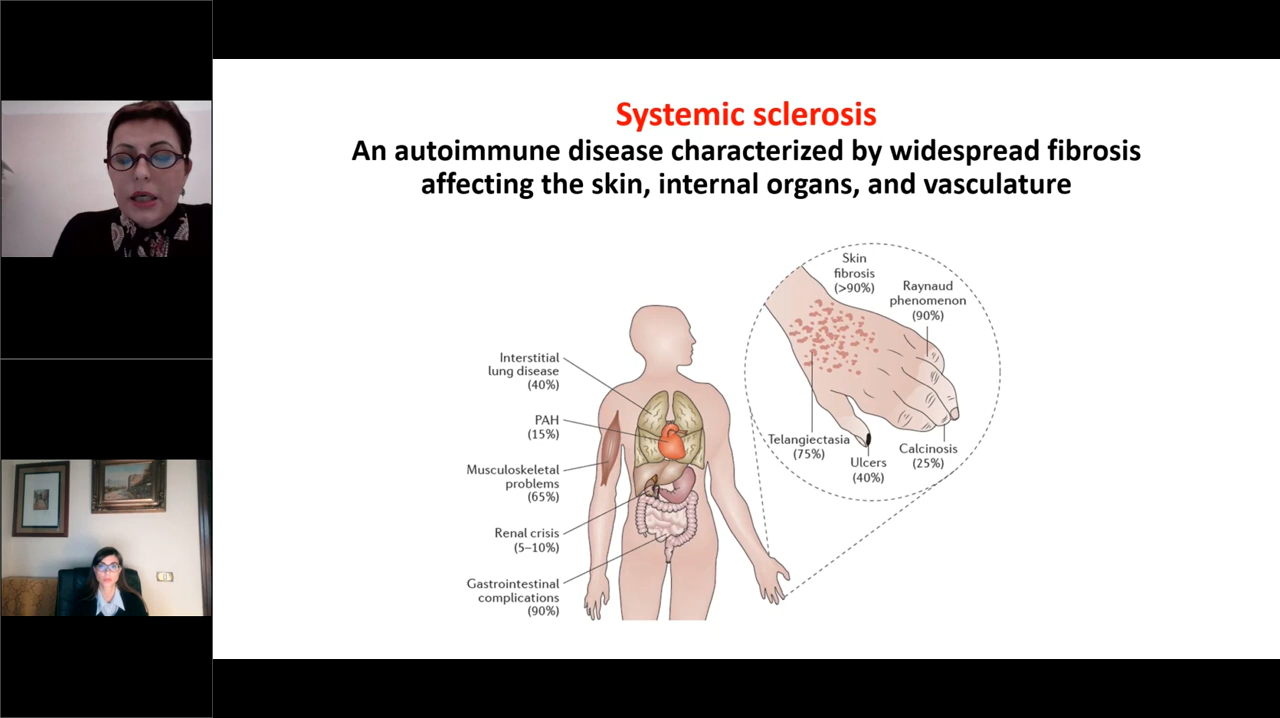 Systemic sclerosis
An autoimmune disease characterized by widespread fibrosis
affecting the skin, internal organs, and vasculature
Skin
fibrosis
(>90%)
Raynaud
phenomenon
(90%)
Interstitial
lung disease
(40%)
PAH
(15%)
Musculoskeletal
problems
(65%)
Renal crisis
(5–10%)
Gastrointestinal
complications
(90%)
Telangiectasia
(75%)
Ulcers
(40%)
Calcinosis
(25%)